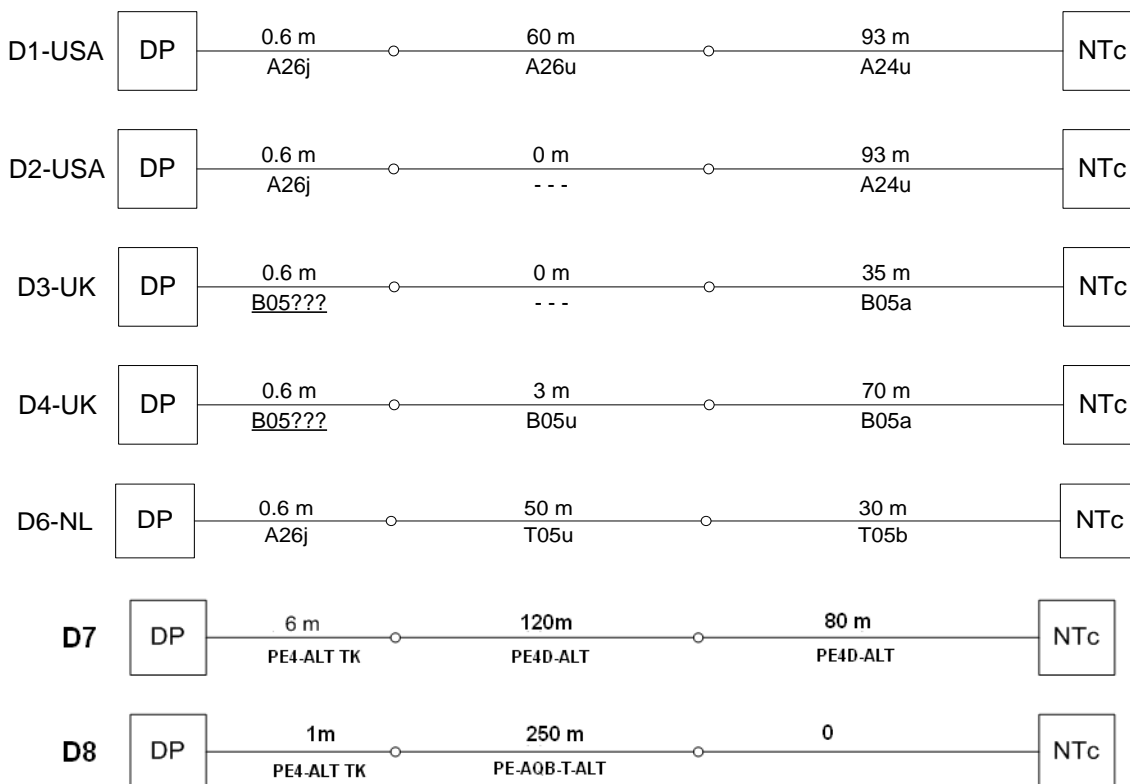 D1-USA DP 0.6 m 60 m 93 m NTc
A26j A26u A24u
D2-USA DP 0.6 m 0 m 93 m NTc
A26j - - - A24u
D3-UK DP 0.6 m 0 m 35 m NTc
B05??? - - - B05a
D4-UK DP 0.6 m 3 m 70 m NTc
B05??? B05u B05a
D6-NL DP 0.6 m 50 m 30 m NTc
A26j T05u T05b
D7 DP 6 m 120m 80 m NTc
PE4-ALT TK PE4D-ALT PE4D-ALT
D8 DP 1m 250 m 0 NTc
PE4-ALT TK PE-AQB-T-ALT